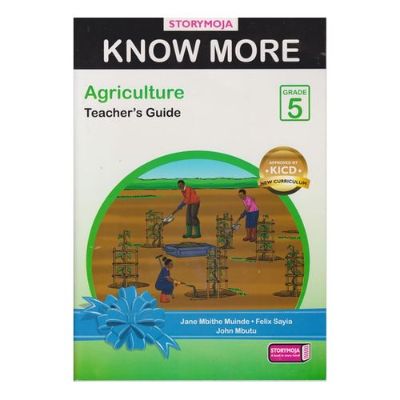 STORYMOJA
KNOW MORE
Agriculture
Teacher's Guide
GRADE
5
APPROVED BY
KICD
NEW CURRICULUM
Jane Mbithe Muinde • Felix Sayia
John Mbutu
STORYMOJA